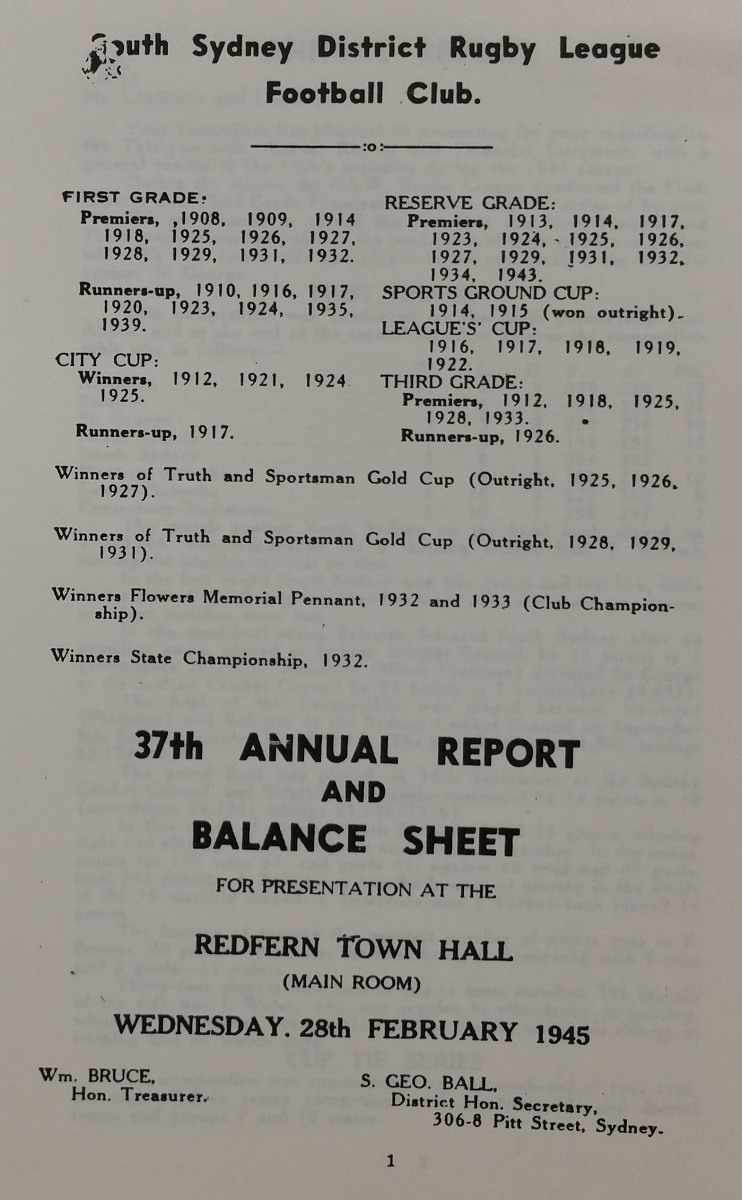 South Sydney District Rugby League
Football Club.
:o:
FIRST GRADE:
Premiers, ,1908, 1909, 1914
1918, 1925, 1926, 1927,
1928, 1929, 1931, 1932.
Runners-up, 1910, 1916, 1917,
1920, 1923, 1924, 1935,
1939.
CITY CUP:
Winners, 1912, 1921, 1924
1925.
Runners-up, 1917.
RESERVE GRADE:
Premiers, 1913, 1914, 1917,
1923, 1924, 1925, 1926,
1927, 1929, 1931, 1932,
1934, 1943.
SPORTS GROUND CUP:
1914, 1915 (won outright).
LEAGUE'S' CUP:
1916, 1917, 1918, 1919,
1922.
THIRD GRADE:
Premiers, 1912, 1918, 1925,
1928, 1933.
Runners-up, 1926.
Winners of Truth and Sportsman Gold Cup (Outright, 1925, 1926,
1927).
Winners of Truth and Sportsman Gold Cup (Outright, 1928, 1929,
1931).
Winners Flowers Memorial Pennant, 1932 and 1933 (Club Champion-
ship).
Winners State Championship, 1932.
37th ANNUAL REPORT
AND
BALANCE SHEET
FOR PRESENTATION AT THE
REDFERN TOWN HALL
(MAIN ROOM)
WEDNESDAY. 28th FEBRUARY 1945
Wm. BRUCE,
Hon. Treasurer.
S. GEO. BALL,
District Hon. Secretary,
306-8 Pitt Street, Sydney.
1